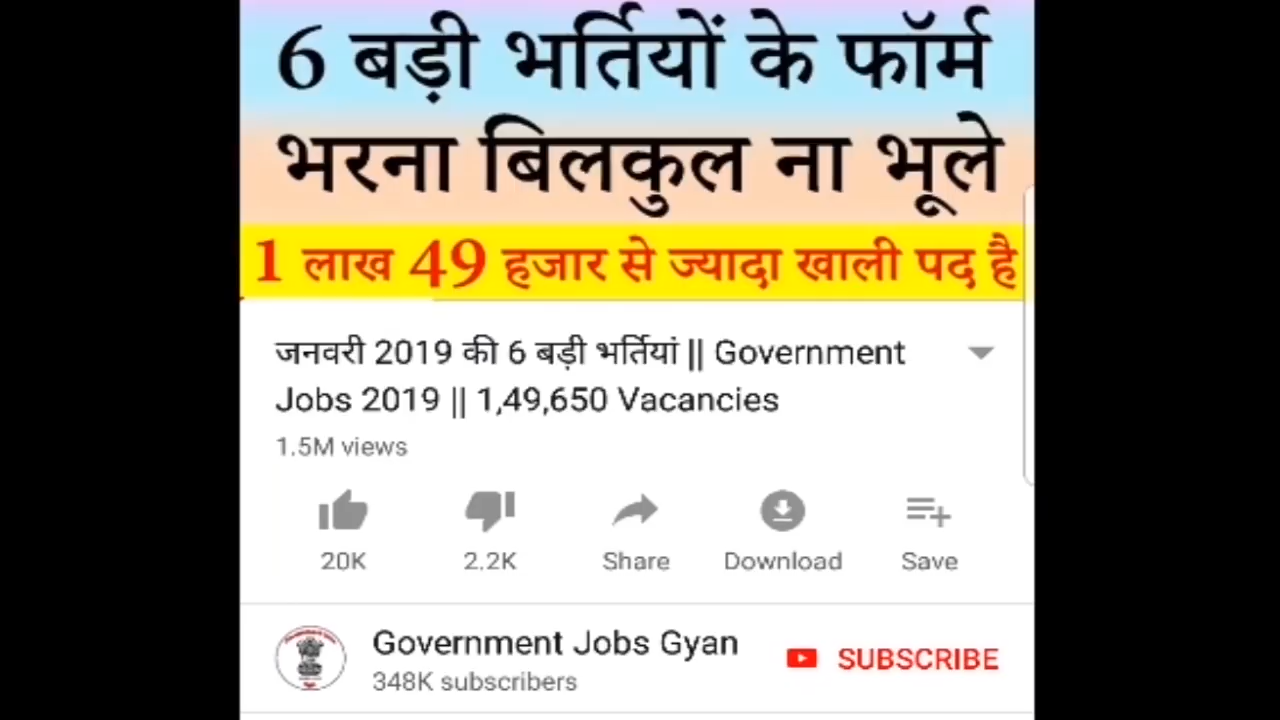 6 बड़ी भर्तियों के फॉर्म
भरना बिलकुल ना भूले
1 लाख 49 हजार से ज्यादा खाली पद है
जनवरी 2019 की 6 बड़ी भर्तियां || Government
Jobs 2019 || 1,49,650 Vacancies
1.5M views
20K 2.2K Share Download Save
Government Jobs Gyan
348K subscribers
SUBSCRIBE